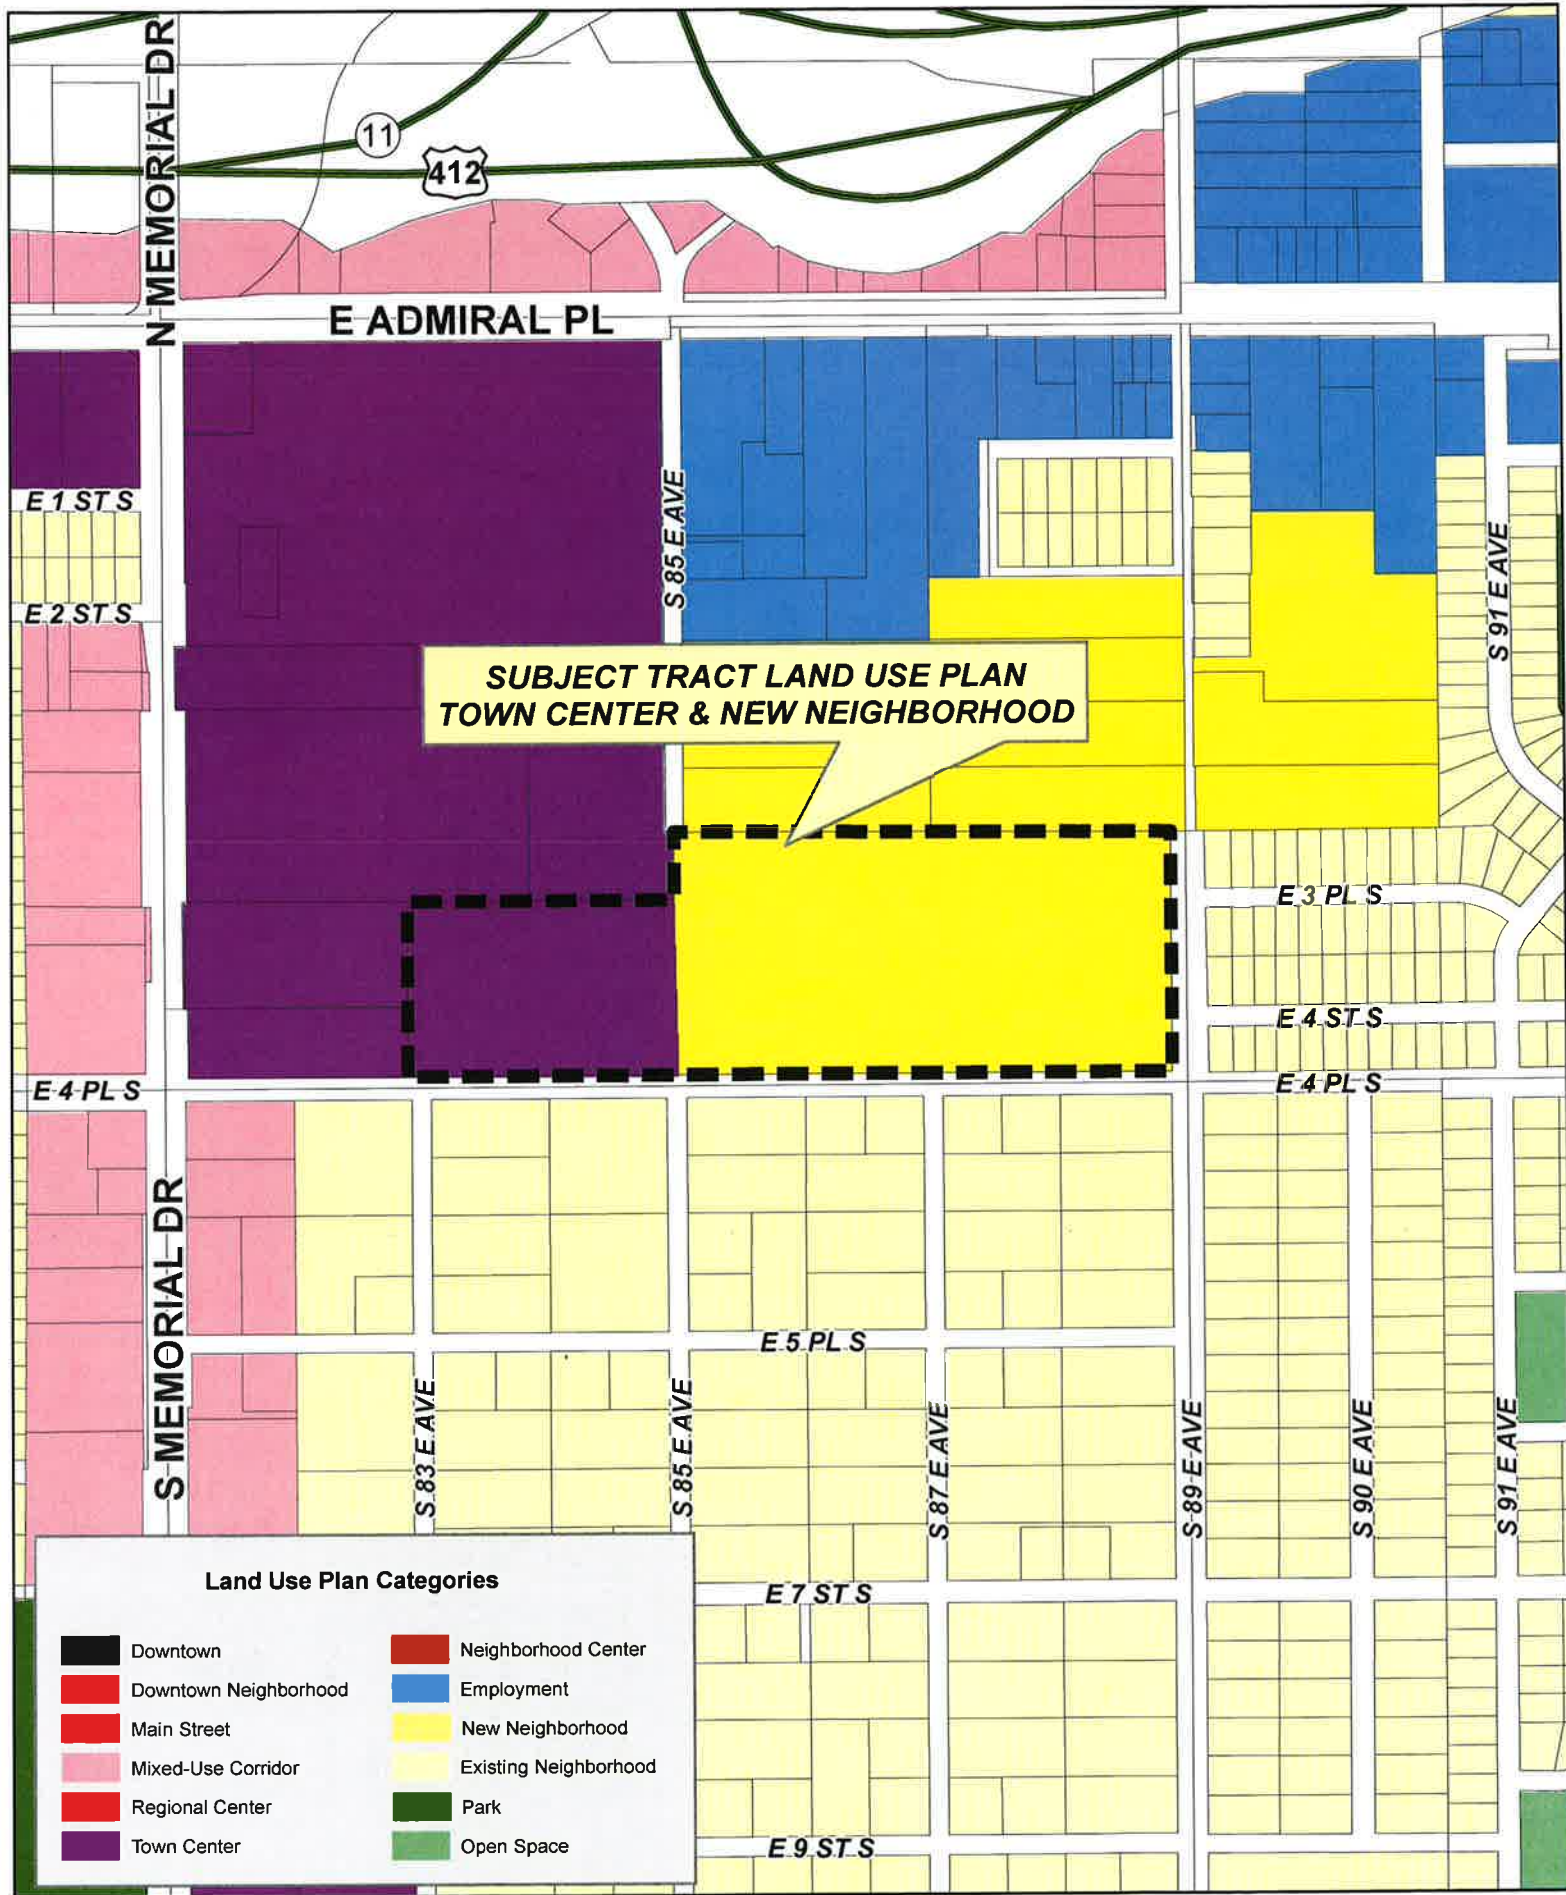 N MEMORIAL DR
11
412
E ADMIRAL PL
E 1 ST S
S 85 E AVE
S 91 E AVE
E 2 ST S
SUBJECT TRACT LAND USE PLAN
TOWN CENTER & NEW NEIGHBORHOOD
E 3 PL S
E 4 ST S
E 4 PL S
E 4 PL S
S MEMORIAL DR
E 5 PL S
S 83 E AVE
S 85 E AVE
S 87 E AVE
S 89 E AVE
S 90 E AVE
S 91 E AVE
E 7 ST S
E 9 ST S
Land Use Plan Categories
Downtown
Downtown Neighborhood
Main Street
Mixed-Use Corridor
Regional Center
Town Center
Neighborhood Center
Employment
New Neighborhood
Existing Neighborhood
Park
Open Space